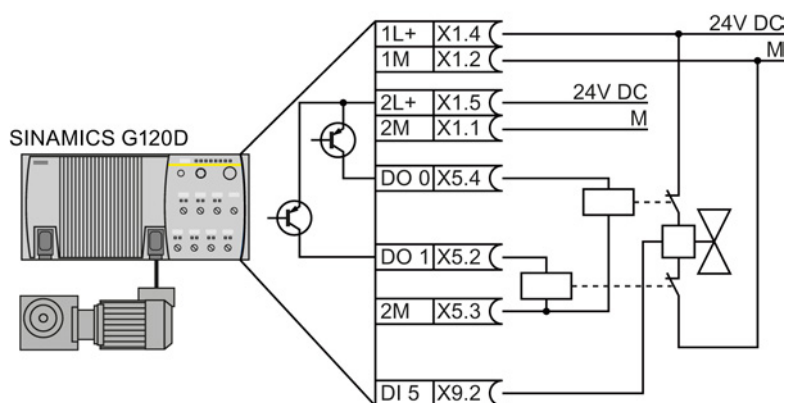 1L+ X1.4 24V DC
1M X1.2 M
2L+ X1.5 24V DC
2M X1.1 M
SINAMICS G120D
DO 0 X5.4
DO 1 X5.2
2M X5.3
DI 5 X9.2